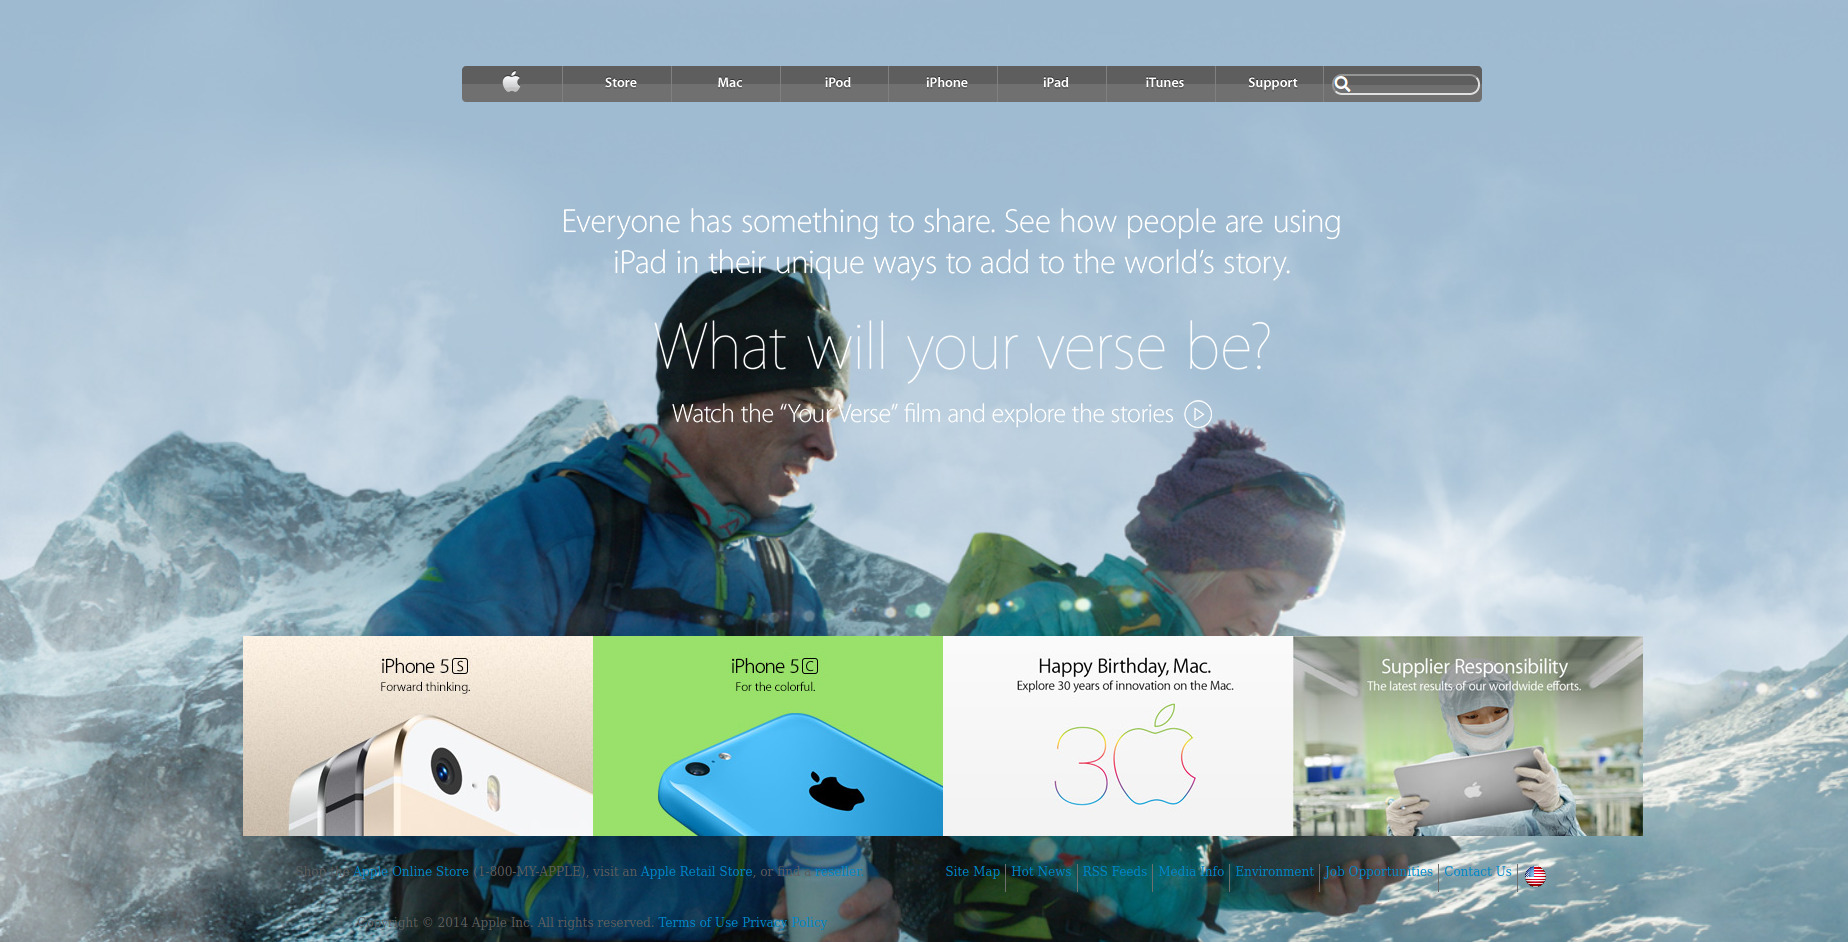 Store Mac iPod iPhone iPad iTunes Support
Everyone has something to share. See how people are using
iPad in their unique ways to add to the world's story.
What will your verse be?
Watch the “Your Verse” film and explore the stories
iPhone 5S
Forward thinking.
iPhone 5C
For the colorful.
Happy Birthday, Mac.
Explore 30 years of innovation on the Mac.
30
Supplier Responsibility
The latest results of our worldwide efforts.
Apple Online Store (1-800-MY-APPLE), visit an Apple Retail Store, or find a reseller.
Site Map Hot News RSS Feeds Media Info Environment Job Opportunities Contact Us
Copyright © 2014 Apple Inc. All rights reserved. Terms of Use Privacy Policy